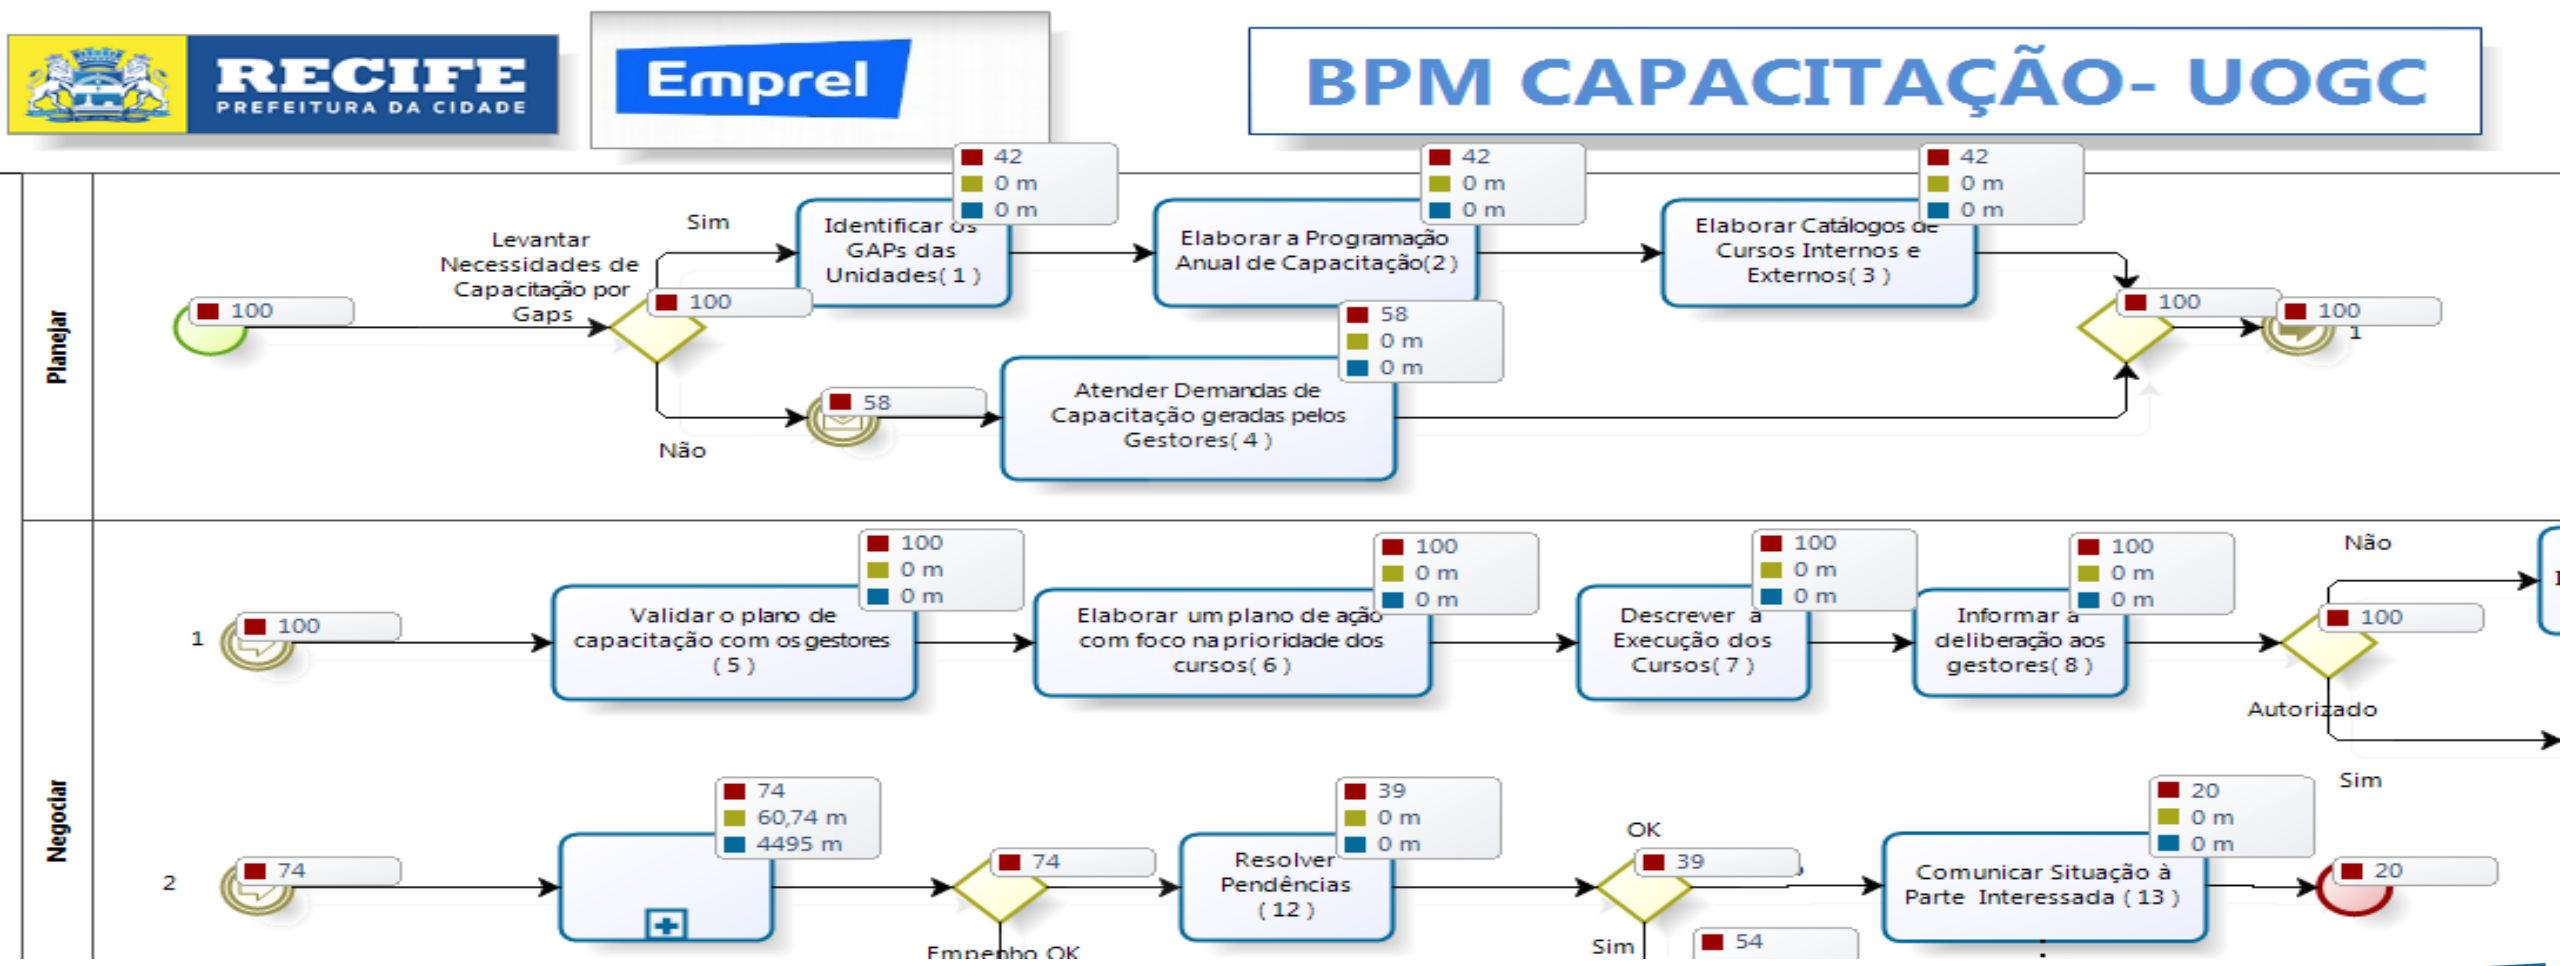 RECIFE
PREFEITURA DA CIDADE
Emprel
BPM CAPACITAÇÃO- UOGC
Planejar
100
Levantar
Necessidades de
Capacitação por
Gaps
100
Sim
Não
Identificar os
GAPs das
Unidades( 1 )
42
0 m
0 m
Elaborar a Programação
Anual de Capacitação(2)
42
0 m
0 m
Elaborar Catálogos de
Cursos Internos e
Externos( 3 )
42
0 m
0 m
58
Atender Demandas de
Capacitação geradas pelos
Gestores( 4 )
58
0 m
0 m
100
100
1
Negociar
1
100
Validar o plano de
capacitação com os gestores
( 5 )
100
0 m
0 m
Elaborar um plano de ação
com foco na prioridade dos
cursos( 6 )
100
0 m
0 m
Descrever a
Execução dos
Cursos( 7 )
100
0 m
0 m
Informar a
deliberação aos
gestores( 8 )
100
0 m
0 m
Não
100
Autorizado
Sim
2
74
74
60,74 m
4495 m
74
Empenho OK
Resolver
Pendências
( 12 )
39
0 m
0 m
OK
39
Sim
54
Comunicar Situação à
Parte Interessada ( 13 )
20
0 m
0 m
20